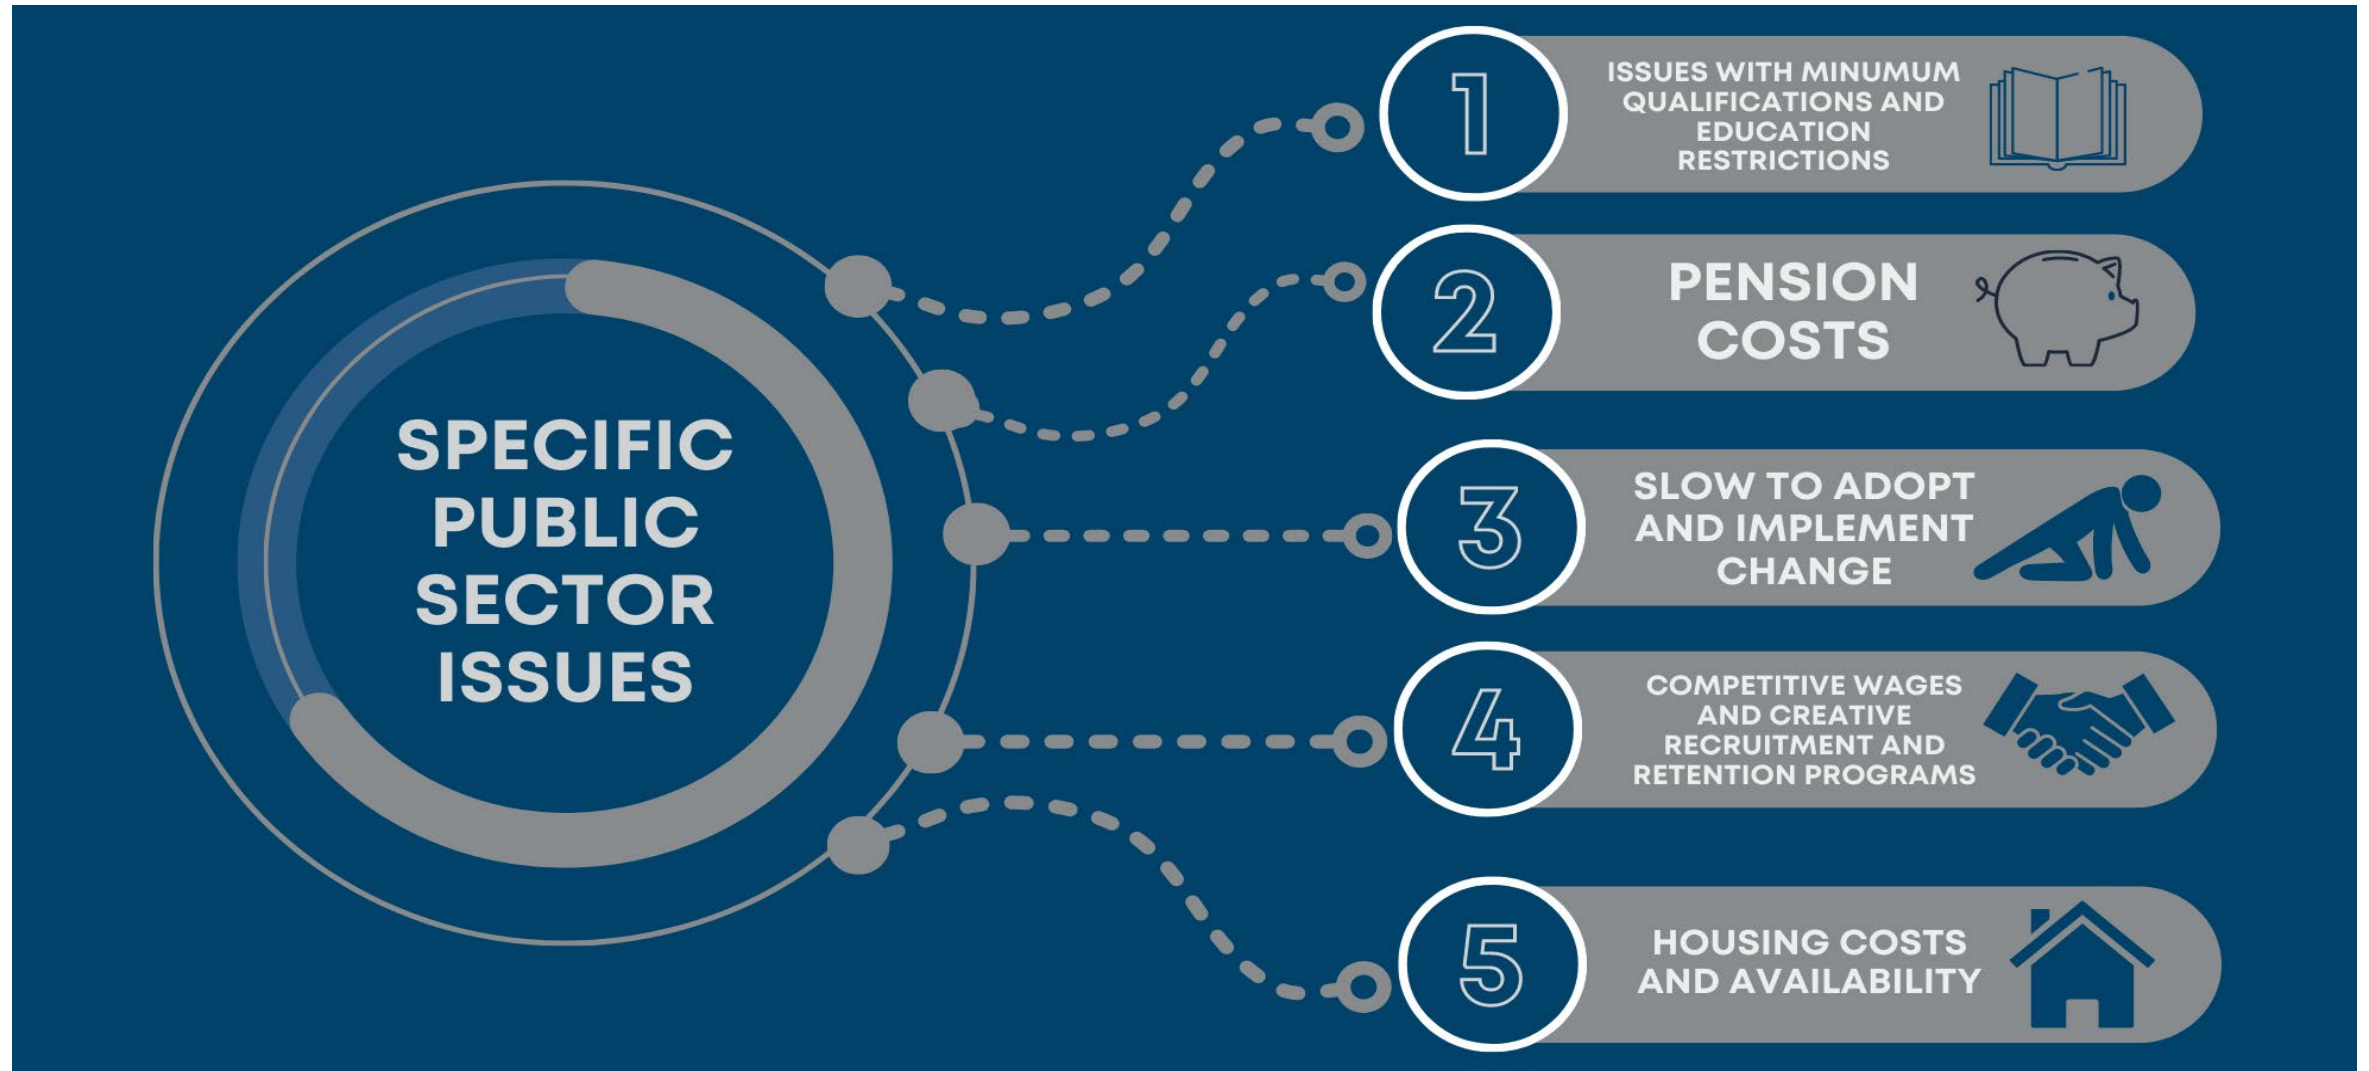 SPECIFIC
PUBLIC
SECTOR
ISSUES
1
ISSUES WITH MINUMUM
QUALIFICATIONS AND
EDUCATION
RESTRICTIONS
2
PENSION
COSTS
3
SLOW TO ADOPT
AND IMPLEMENT
CHANGE
4
COMPETITIVE WAGES
AND CREATIVE
RECRUITMENT AND
RETENTION PROGRAMS
5
HOUSING COSTS
AND AVAILABILITY